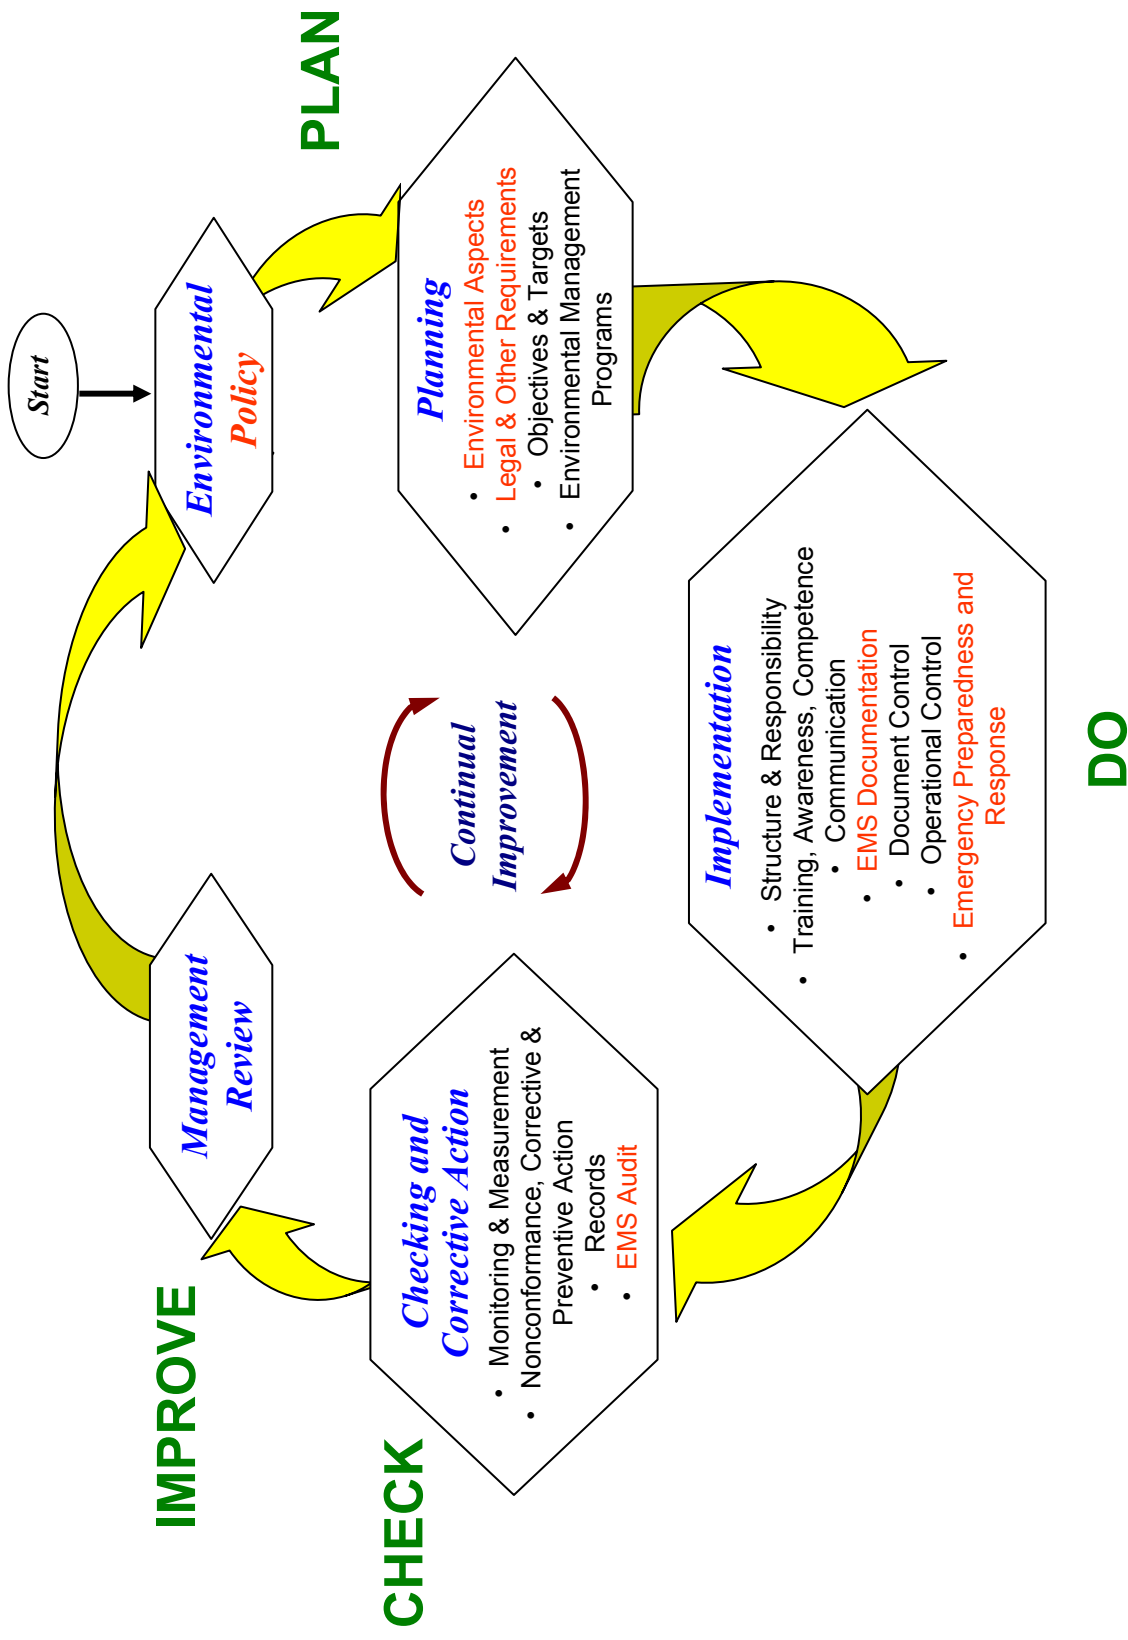 Start
Environmental
Policy
PLAN
Planning
• Environmental Aspects
• Legal & Other Requirements
• Objectives & Targets
• Environmental Management
Programs
Implementation
• Structure & Responsibility
• Training, Awareness, Competence
• Communication
• EMS Documentation
• Document Control
• Operational Control
• Emergency Preparedness and
Response
DO
Checking and
Corrective Action
• Monitoring & Measurement
• Nonconformance, Corrective &
Preventive Action
• Records
• EMS Audit
CHECK
Management
Review
IMPROVE
Continual
Improvement